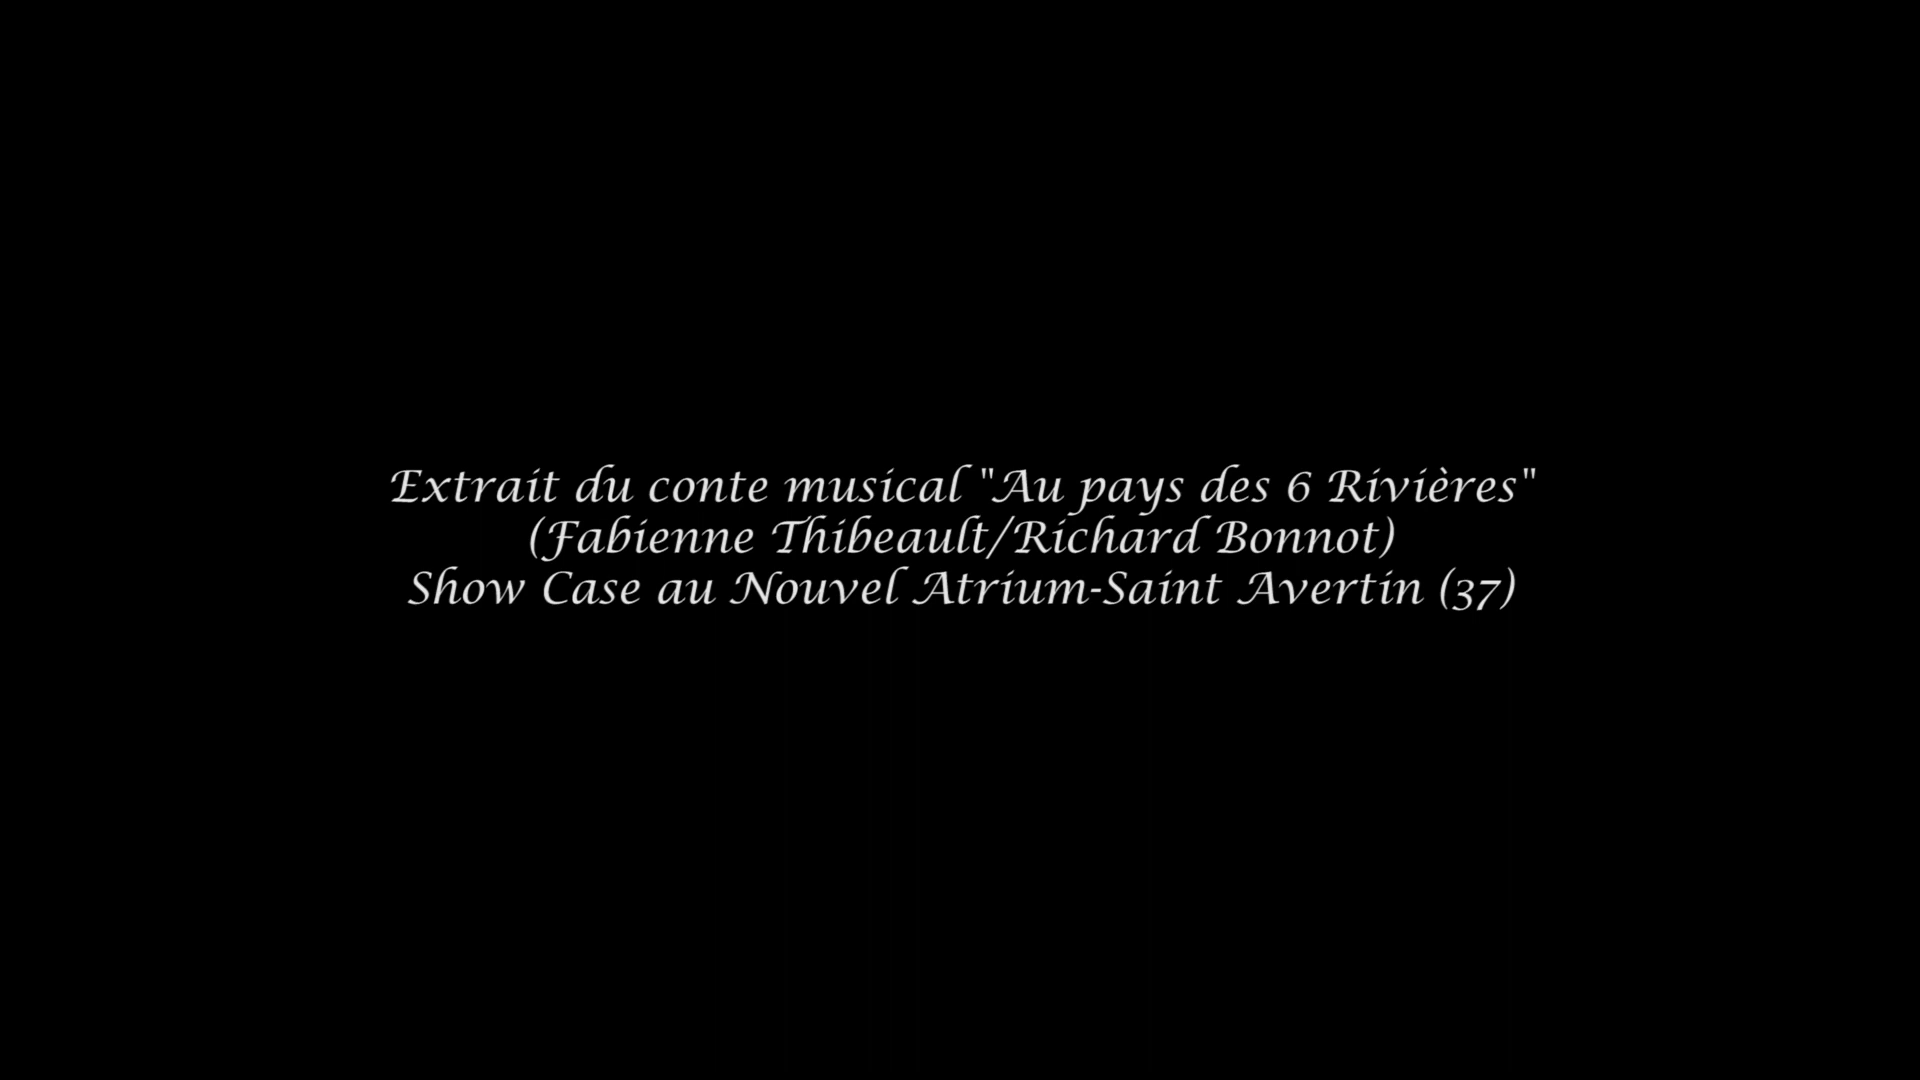 Extrait du conte musical "Au pays des 6 Rivières"
(Fabienne Thibeault/Richard Bonnot)
Show Case au Nouvel Atrium-Saint Avertin (37)